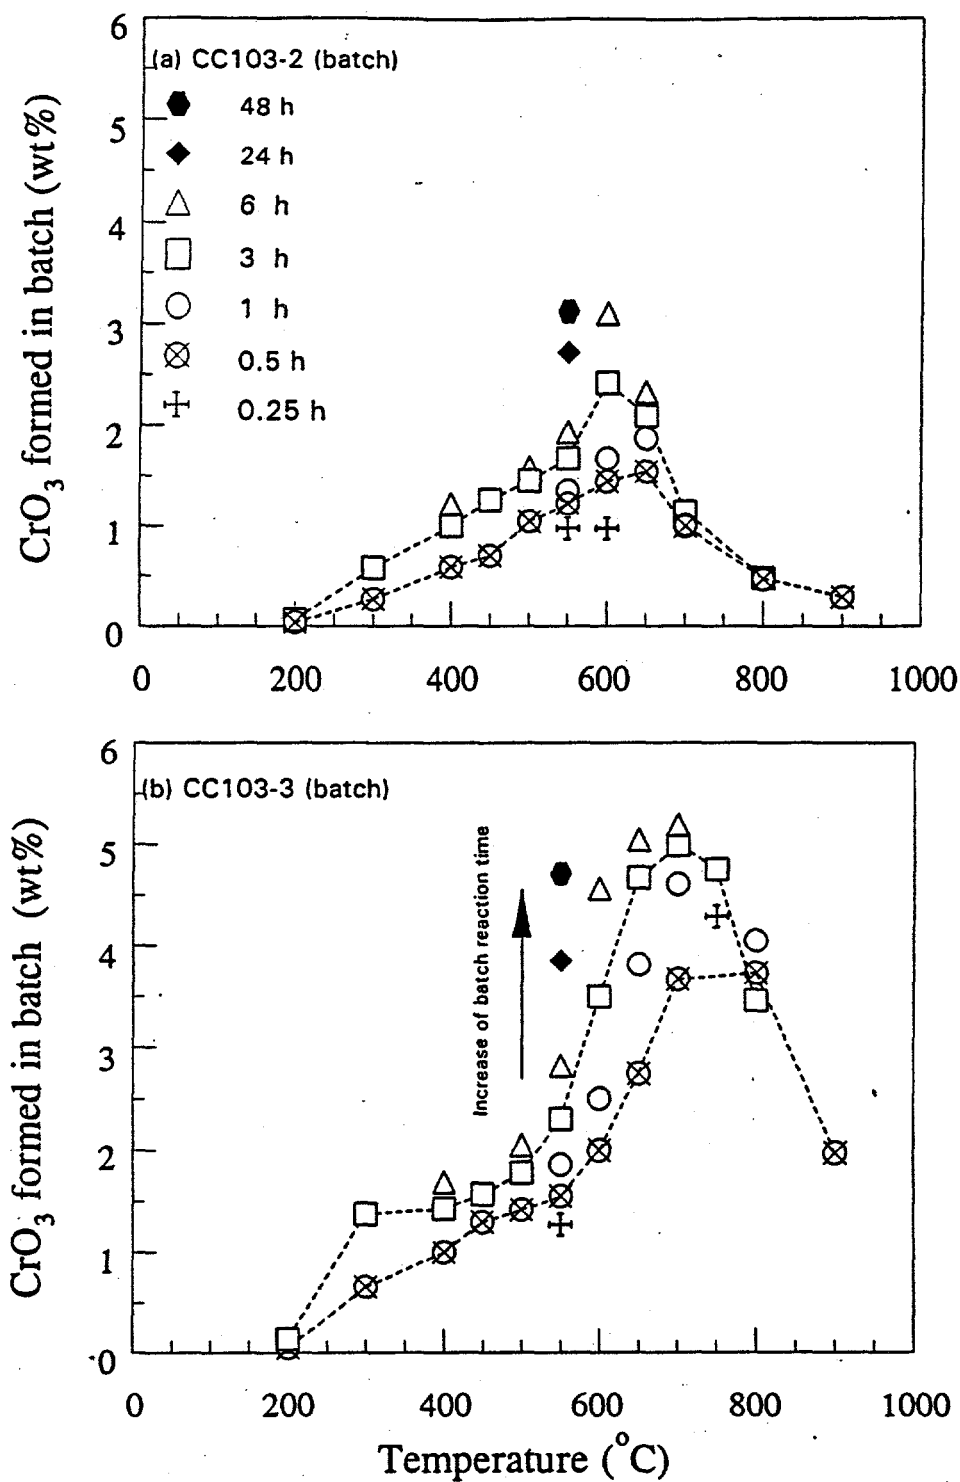 6
(a) CC103-2 (batch)
48 h
5
24 h
6 h
4
3 h
1 h
3
0.5 h
0.25 h
2
1
0
CrO3 formed in batch (wt%)
0 200 400 600 800 1000
6
(b) CC103-3 (batch)
5
4
3
2
1
0
Increase of batch reaction time
CrO3 formed in batch (wt%)
0 200 400 600 800 1000
Temperature (°C)